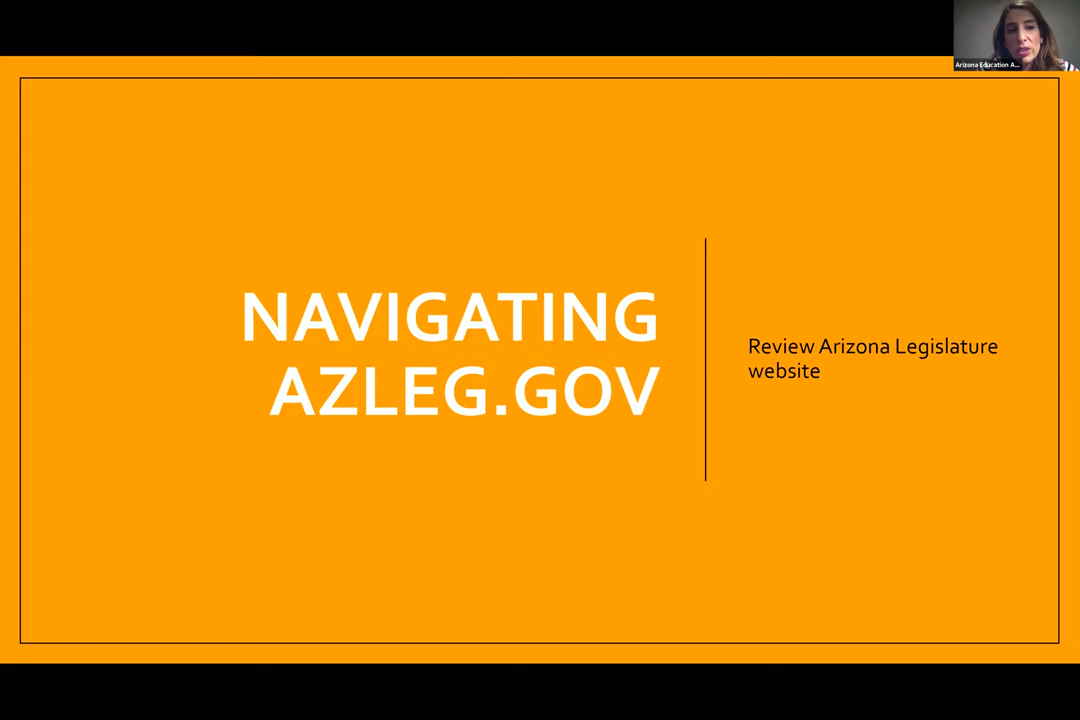 Arizona Education A...
NAVIGATING
AZLEG.GOV
Review Arizona Legislature
website